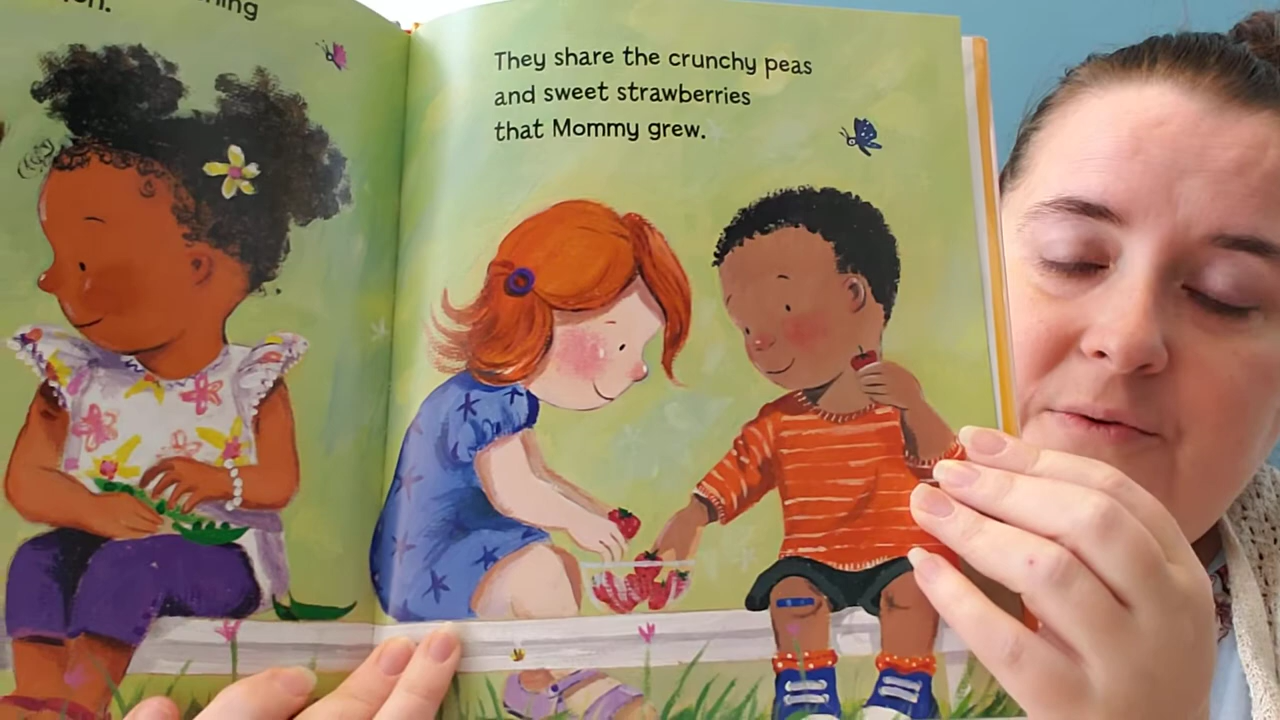 They share the crunchy peas
and sweet strawberries
that Mommy grew.